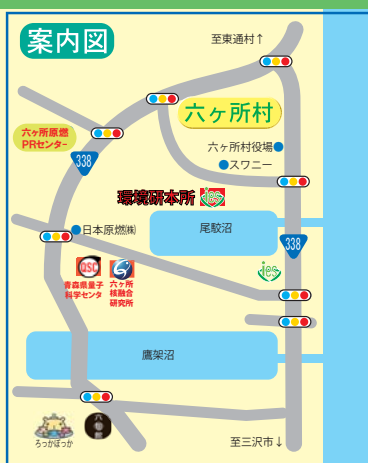 案内図
至東通村↑
六ヶ所村
六ヶ所原燃
PRセンター
338
六ヶ所村役場
スワニー
環境研本所
ies
尾駮沼
日本原燃㈱
338
QSC
ies
青森県量子
科学センタ
六ヶ所
核融合
研究所
鷹架沼
ろっかぽっか
至三沢市↓